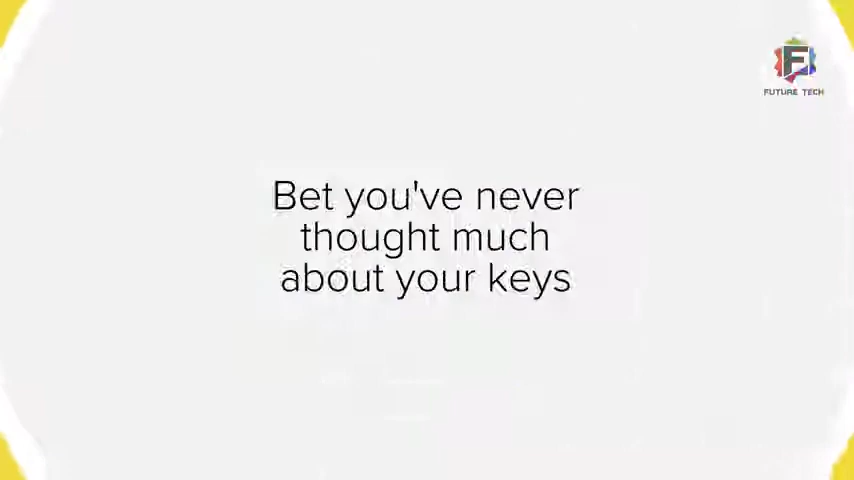 F
FUTURE TECH
Bet you've never
thought much
about your keys